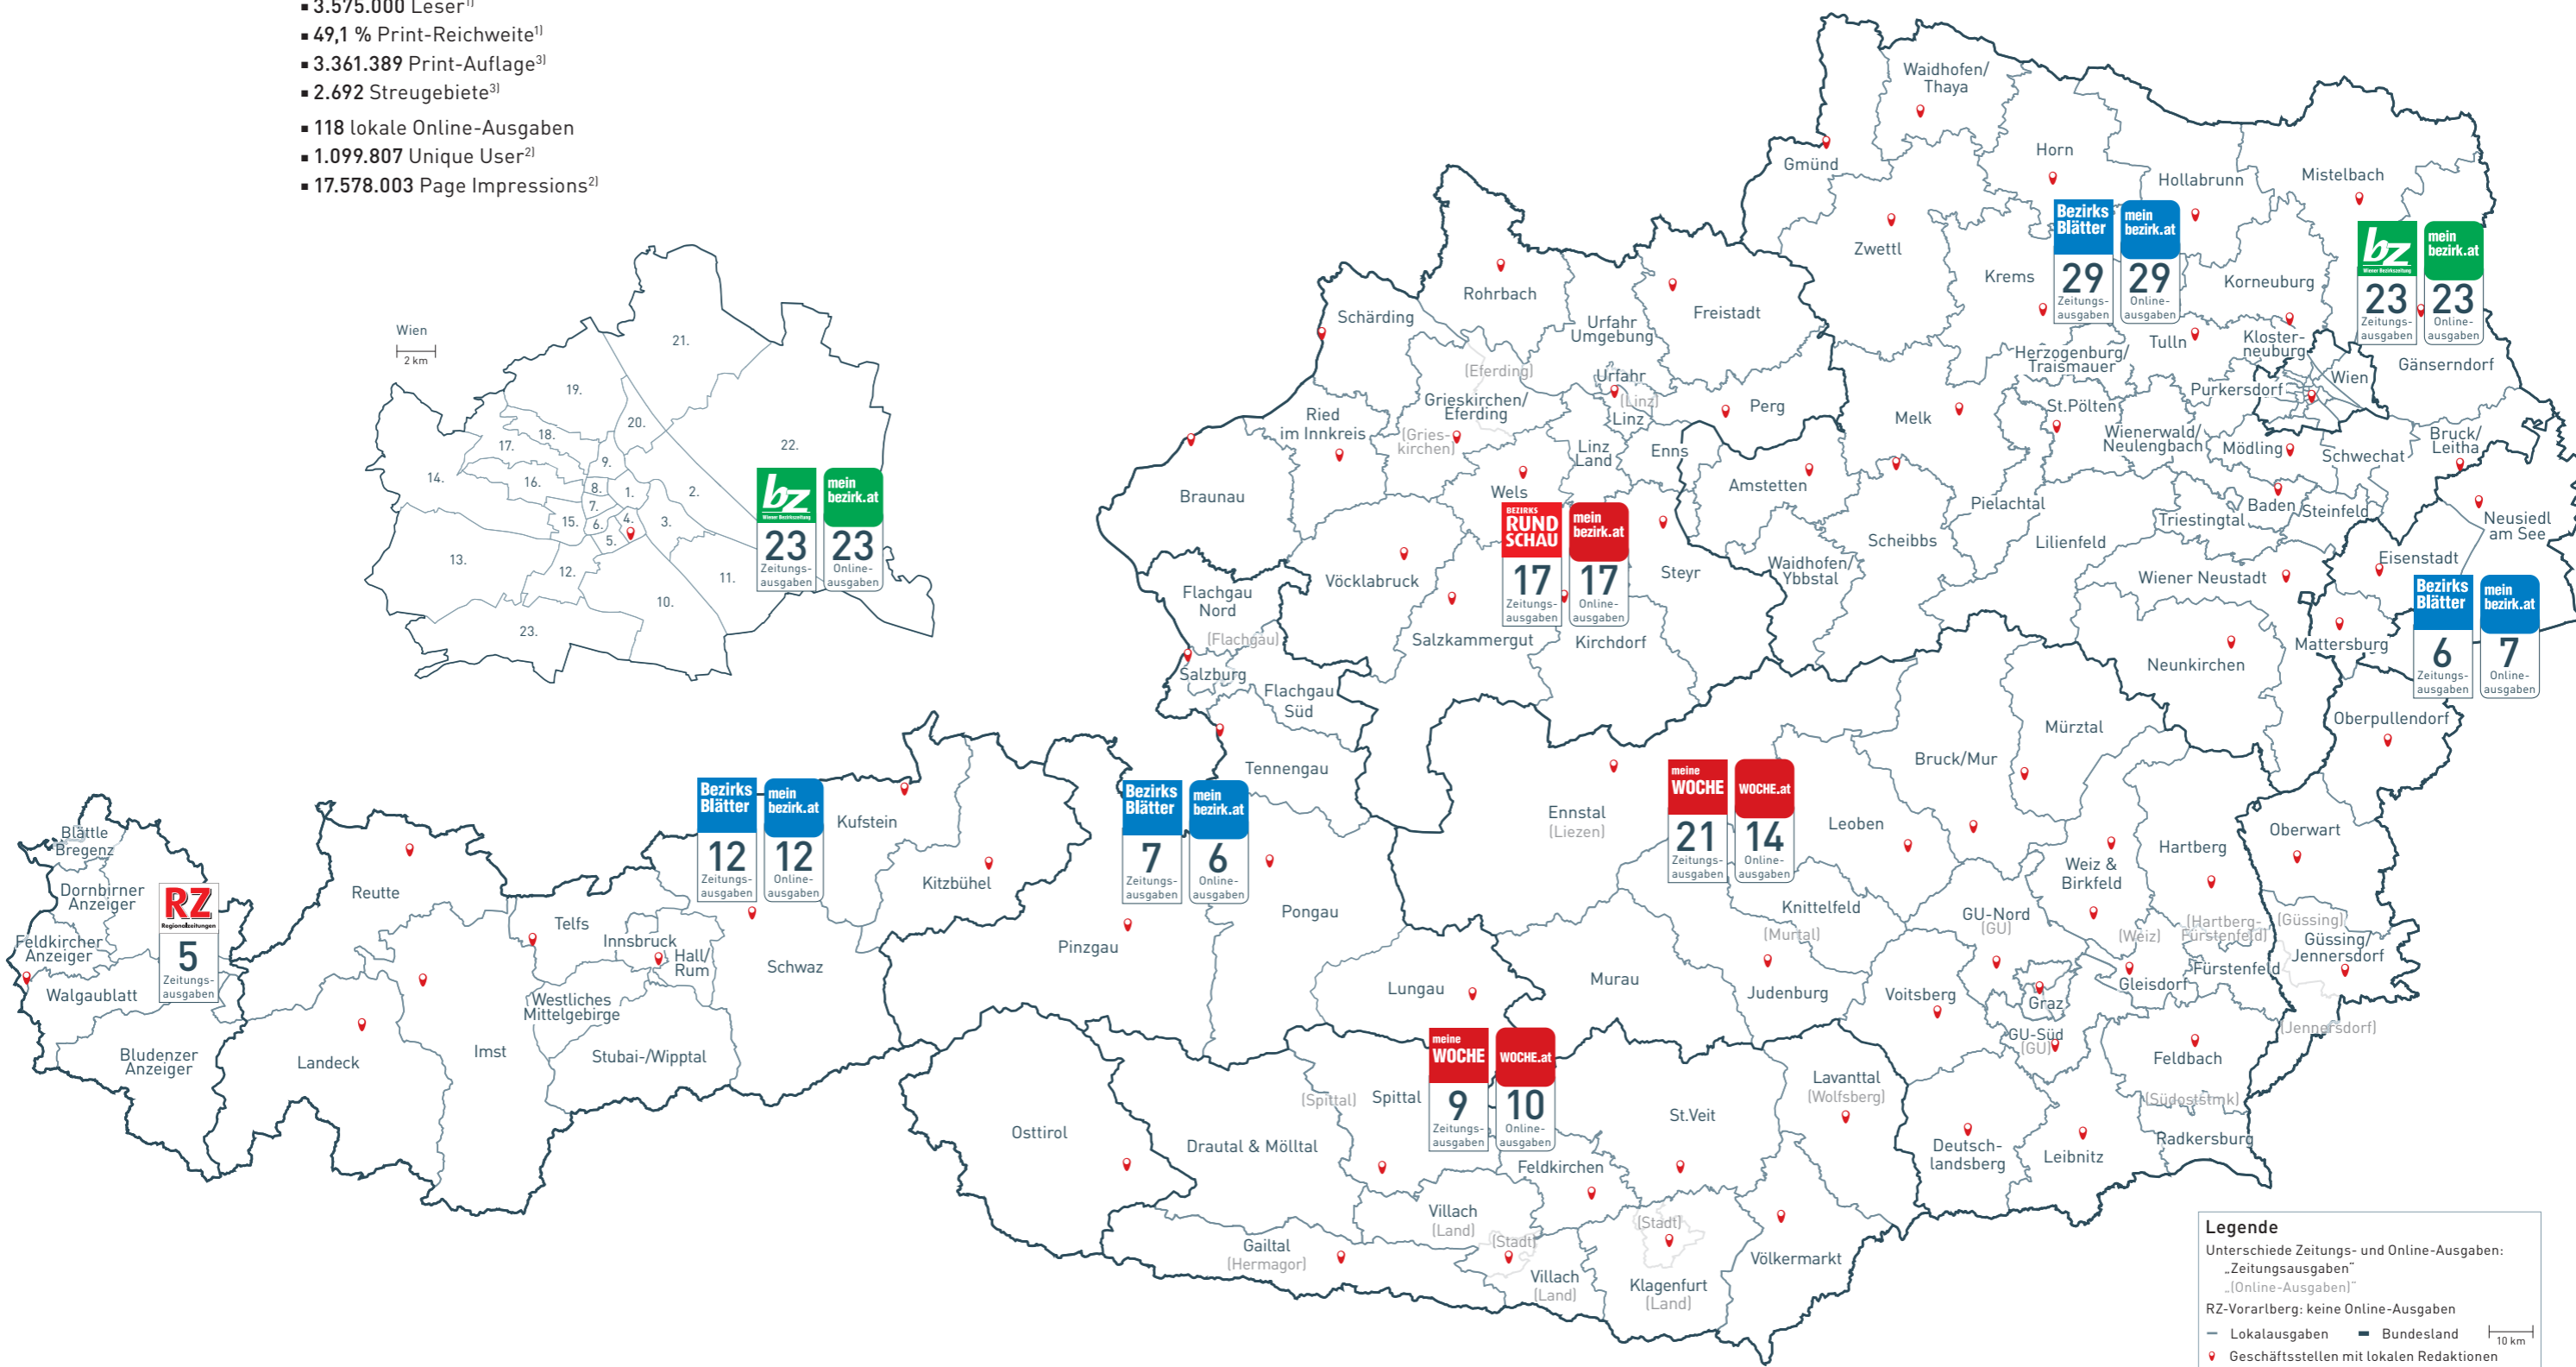 ▪ 3.575.000 Leser1)
▪ 49,1 % Print-Reichweite1)
▪ 3.361.389 Print-Auflage3)
▪ 2.692 Streugebiete3)
▪ 118 lokale Online-Ausgaben
▪ 1.099.807 Unique User2)
▪ 17.578.003 Page Impressions2)
Wien
2 km
21.
19.
20.
18.
17.
22.
9.
14.
16.
8.
1.
2.
7.
15.
6.
4.
3.
5.
13.
12.
11.
10.
23.
bz
Wiener Bezirkszeitung
23
Zeitungs-
ausgaben
mein
bezirk.at
23
Online-
ausgaben
Waidhofen/
Thaya
Gmünd
Horn
Hollabrunn
Mistelbach
Zwettl
Krems
Bezirks
Blätter
29
Zeitungs-
ausgaben
mein
bezirk.at
29
Online-
ausgaben
Korneuburg
bz
Wiener Bezirkszeitung
23
Zeitungs-
ausgaben
mein
bezirk.at
23
Online-
ausgaben
Rohrbach
Schärding
Urfahr
Umgebung
Freistadt
Herzogenburg/
Traismauer
Tulln
Kloster-
neuburg
Gänserndorf
Wien
Purkersdorf
(Eferding)
Urfahr
(Linz)
Linz
Grieskirchen/
Eferding
Perg
Ried
im Innkreis
(Gries-
kirchen)
Linz
Land
Enns
Melk
St.Pölten
Wienerwald/
Neulengbach
Mödling
Schwechat
Bruck/
Leitha
Braunau
Wels
Amstetten
Pielachtal
Triestingtal
Baden
Steinfeld
Neusiedl
am See
BEZIRKS
RUND
SCHAU
17
Zeitungs-
ausgaben
mein
bezirk.at
17
Online-
ausgaben
Scheibbs
Lilienfeld
Eisenstadt
Vöcklabruck
Steyr
Waidhofen/
Ybbstal
Wiener Neustadt
Flachgau
Nord
(Flachgau)
Salzkammergut
Kirchdorf
Neunkirchen
Mattersburg
Bezirks
Blätter
6
Zeitungs-
ausgaben
mein
bezirk.at
7
Online-
ausgaben
Salzburg
Flachgau
Süd
Oberpullendorf
Mürztal
Bruck/Mur
Tennengau
Ennstal
(Liezen)
meine
WOCHE
21
Zeitungs-
ausgaben
WOCHE.at
14
Online-
ausgaben
Leoben
Weiz &
Birkfeld
Hartberg
Oberwart
Bezirks
Blätter
12
Zeitungs-
ausgaben
mein
bezirk.at
12
Online-
ausgaben
Kufstein
Kitzbühel
Bezirks
Blätter
7
Zeitungs-
ausgaben
mein
bezirk.at
6
Online-
ausgaben
Pongau
Pinzgau
Blättle
Bregenz
Dornbirner
Anzeiger
RZ
Regionalzeitungen
5
Zeitungs-
ausgaben
Feldkircher
Anzeiger
Walgaublatt
Bludenzer
Anzeiger
Reutte
Telfs
Innsbruck
Hall/
Rum
Schwaz
Westliches
Mittelgebirge
Landeck
Imst
Stubai-/Wipptal
Lungau
Murau
Knittelfeld
(Murtal)
Judenburg
GU-Nord
(GU)
(Weiz)
(Hartberg-
Fürstenfeld)
(Güssing)
Güssing/
Jennersdorf
Voitsberg
Graz
Gleisdorf
Fürstenfeld
(Jennersdorf)
GU-Süd
(GU)
Feldbach
(Südoststmk)
Radkersburg
Osttirol
Drautal & Mölltal
(Spittal)
Spittal
meine
WOCHE
9
Zeitungs-
ausgaben
WOCHE.at
10
Online-
ausgaben
Lavanttal
(Wolfsberg)
St.Veit
Deutsch-
landsberg
Leibnitz
Feldkirchen
Villach
(Land)
(Stadt)
(Stadt)
Gailtal
(Hermagor)
Villach
(Land)
Klagenfurt
(Land)
Völkermarkt
Legende
Unterschiede Zeitungs- und Online-Ausgaben:
„Zeitungsausgaben“
„(Online-Ausgaben)“
RZ-Vorarlberg: keine Online-Ausgaben
Lokalausgaben Bundesland 10 km
Geschäftsstellen mit lokalen Redaktionen